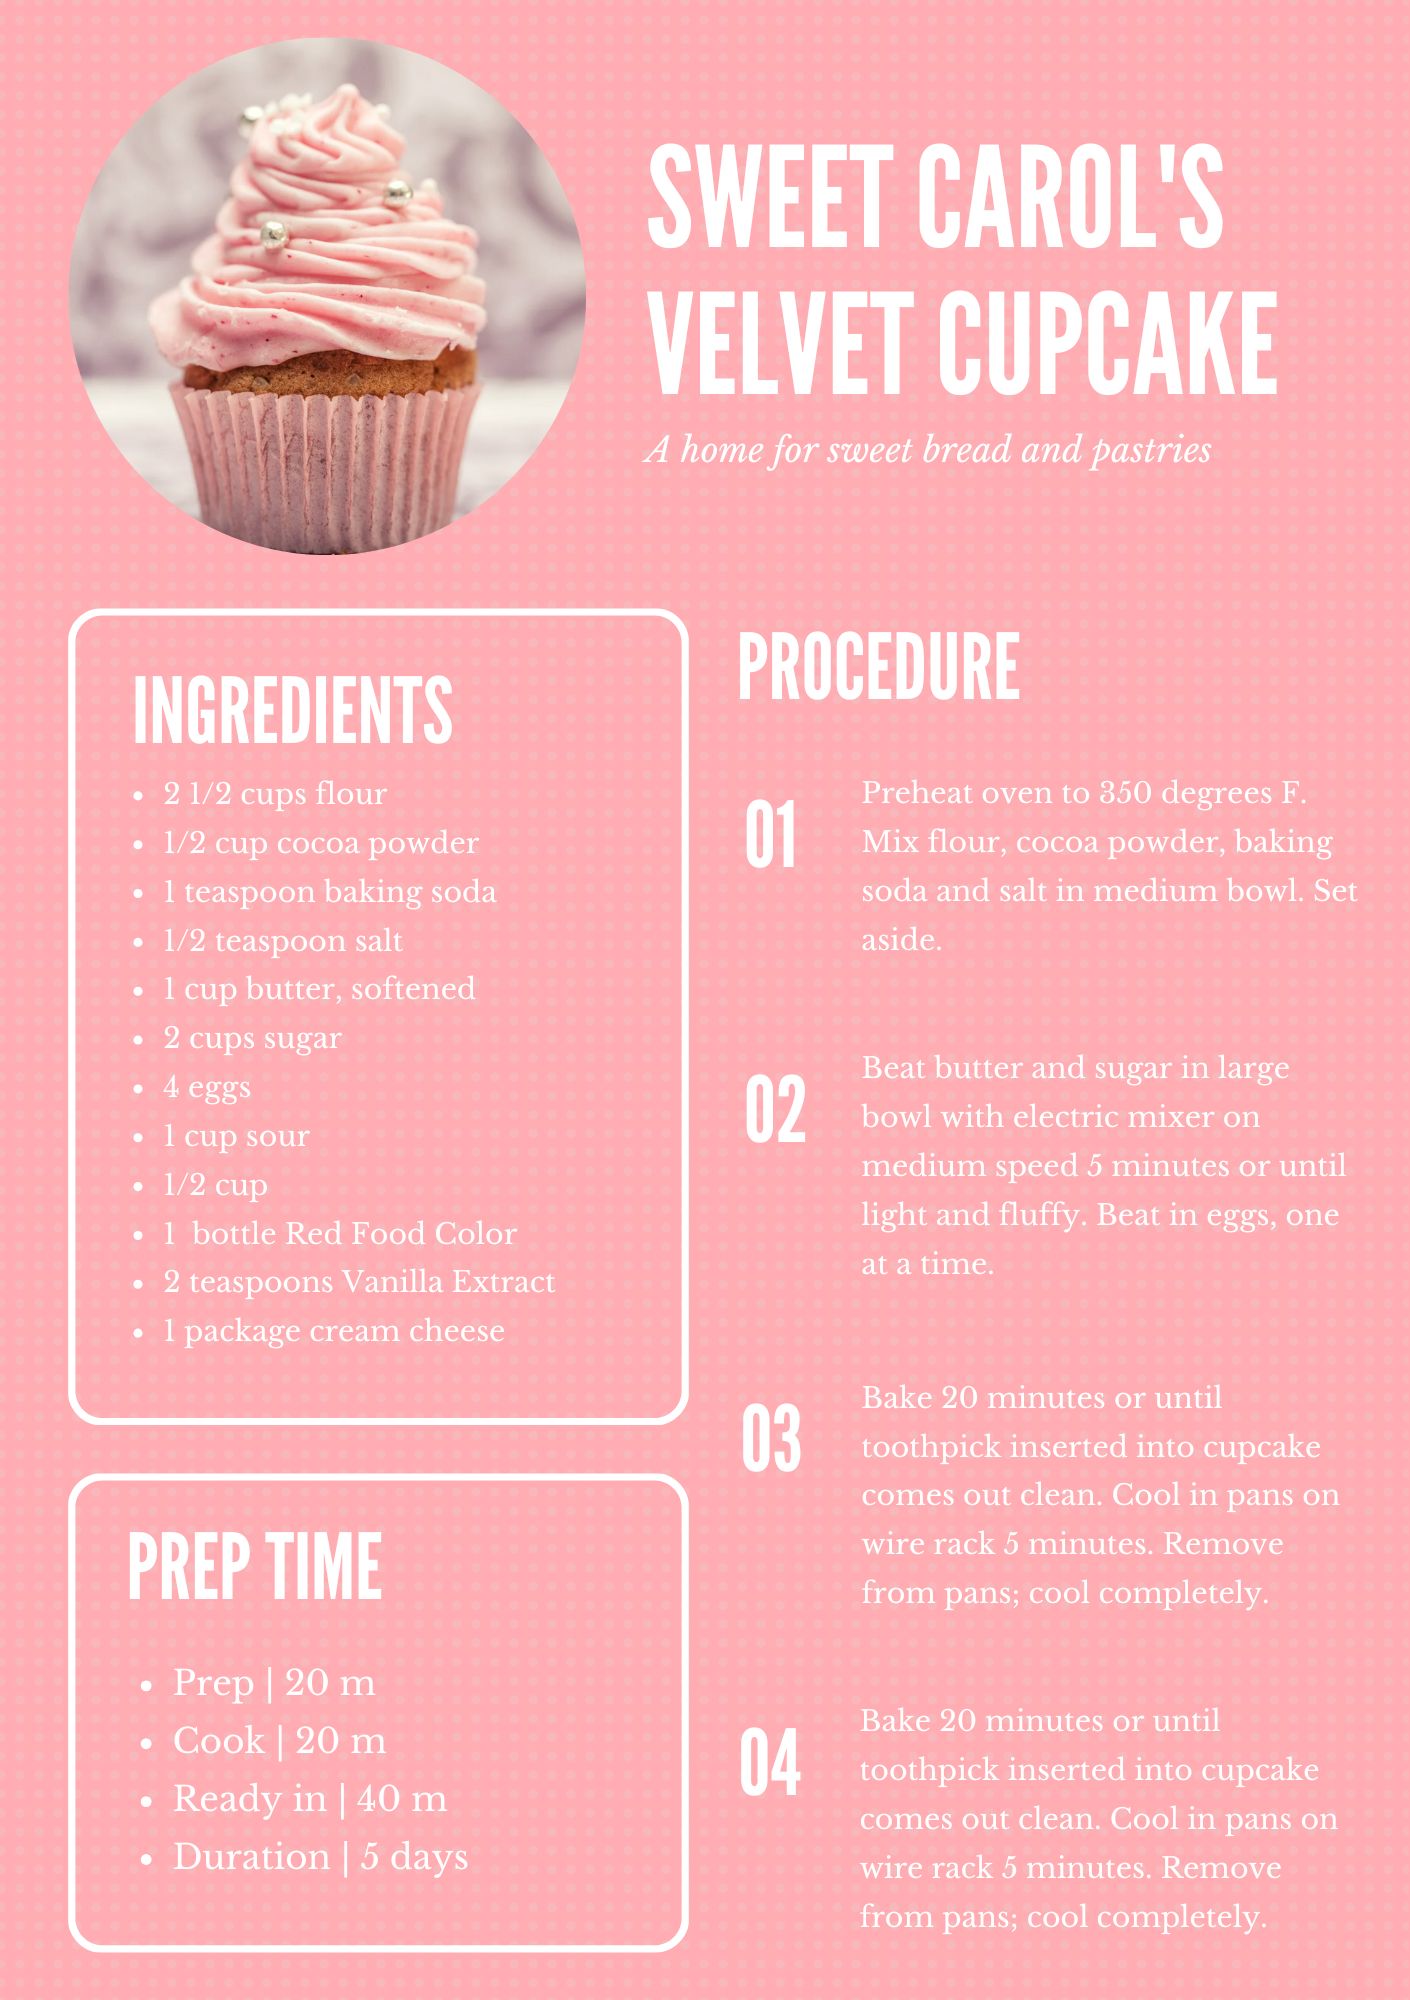 SWEET CAROL'S
VELVET CUPCAKE
A home for sweet bread and pastries
INGREDIENTS
• 2 1/2 cups flour
• 1/2 cup cocoa powder
• 1 teaspoon baking soda
• 1/2 teaspoon salt
• 1 cup butter, softened
• 2 cups sugar
• 4 eggs
• 1 cup sour
• 1/2 cup
• 1  bottle Red Food Color
• 2 teaspoons Vanilla Extract
• 1 package cream cheese
PREP TIME
• Prep | 20 m
• Cook | 20 m
• Ready in | 40 m
• Duration | 5 days
PROCEDURE
01
Preheat oven to 350 degrees F.
Mix flour, cocoa powder, baking
soda and salt in medium bowl. Set
aside.
02
Beat butter and sugar in large
bowl with electric mixer on
medium speed 5 minutes or until
light and fluffy. Beat in eggs, one
at a time.
03
Bake 20 minutes or until
toothpick inserted into cupcake
comes out clean. Cool in pans on
wire rack 5 minutes. Remove
from pans; cool completely.
04
Bake 20 minutes or until
toothpick inserted into cupcake
comes out clean. Cool in pans on
wire rack 5 minutes. Remove
from pans; cool completely.